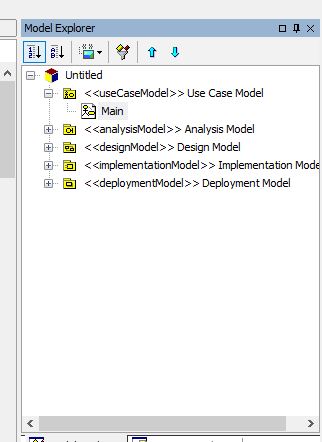 Model Explorer
Untitled
<<useCaseModel>> Use Case Model
Main
<<analysisModel>> Analysis Model
<<designModel>> Design Model
<<implementationModel>> Implementation Mode
<<deploymentModel>> Deployment Model